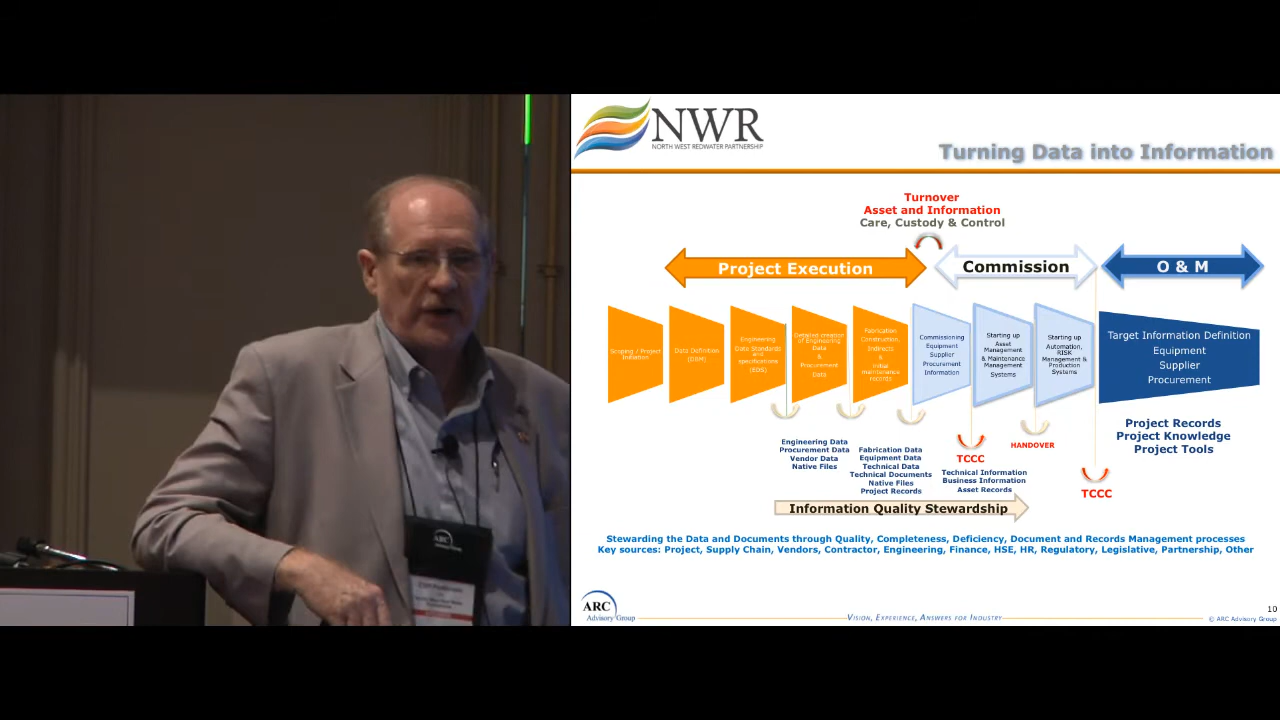 NWR
NORTH WEST REDWATER PARTNERSHIP
Turning Data into Information
Turnover
Asset and Information
Care, Custody & Control
Project Execution
Commission
O & M
Scoping / Project
Initiation
Data Definition
(DBM)
Engineering
Data Standards
and
specifications
(EDS)
Detailed creation
of Engineering
Data
&
Procurement
Data
Fabrication
Construction,
Indirects
&
initial
maintenance
records
Commissioning
Equipment
Supplier
Procurement
Information
Starting up
Asset
Management
& Maintenance
Management
Systems
Starting up
Automation,
RISK
Management &
Production
Systems
Target Information Definition
Equipment
Supplier
Procurement
Engineering Data
Procurement Data
Vendor Data
Native Files
Fabrication Data
Equipment Data
Technical Data
Technical Documents
Native Files
Project Records
TCCC
Technical Information
Business Information
Asset Records
HANDOVER
TCCC
Project Records
Project Knowledge
Project Tools
Information Quality Stewardship
Stewarding the Data and Documents through Quality, Completeness, Deficiency, Document and Records Management processes
Key sources: Project, Supply Chain, Vendors, Contractor, Engineering, Finance, HSE, HR, Regulatory, Legislative, Partnership, Other
ARC
Advisory Group
VISION, EXPERIENCE, ANSWERS FOR INDUSTRY
10
© ARC Advisory Group
ARC
Advisory Group